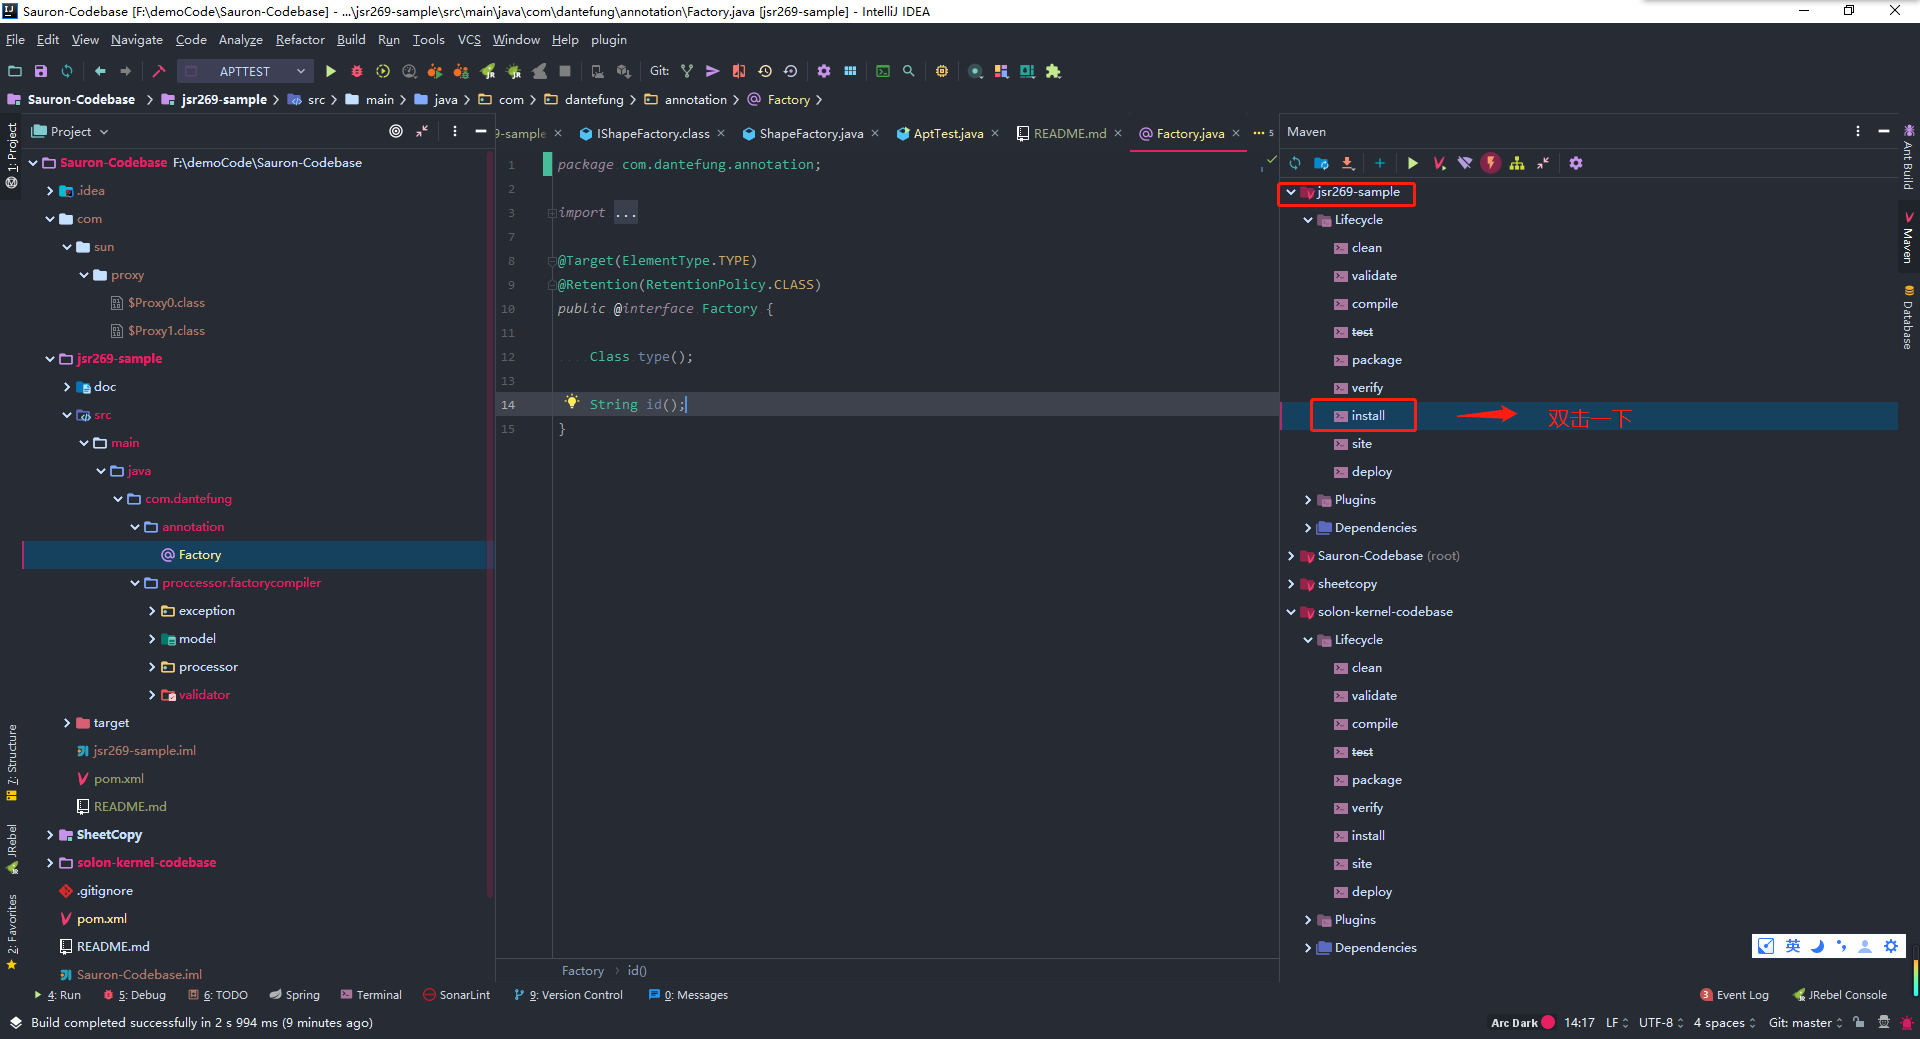 Sauron-Codebase [F:\demoCode\Sauron-Codebase] - ...\jsr269-sample\src\main\java\com\dantefung\annotation\Factory.java [jsr269-sample] - IntelliJ IDEA
File Edit View Navigate Code Analyze Refactor Build Run Tools VCS Window Help plugin
APTTEST Git:
Sauron-Codebase jsr269-sample src main java com dantefung annotation Factory
1: Project
7: Structure
JRebel
2: Favorites
Project
Sauron-Codebase F:\demoCode\Sauron-Codebase
.idea
com
sun
proxy
$Proxy0.class
$Proxy1.class
jsr269-sample
doc
src
main
java
com.dantefung
annotation
Factory
proccessor.factorycompiler
exception
model
processor
validator
target
jsr269-sample.iml
pom.xml
README.md
SheetCopy
solon-kernel-codebase
.gitignore
pom.xml
README.md
Sauron-Codebase.iml
9-sample IShapeFactory.class ShapeFactory.java AptTest.java README.md Factory.java 5
1 package com.dantefung.annotation;
2
3 import ...
7
8 @Target(ElementType.TYPE)
9 @Retention(RetentionPolicy.CLASS)
10 public @interface Factory {
11
12 Class type();
13
14 String id();
15 }
Factory id()
Maven
jsr269-sample
Lifecycle
clean
validate
compile
test
package
verify
install 双击一下
site
deploy
Plugins
Dependencies
Sauron-Codebase (root)
sheetcopy
solon-kernel-codebase
Lifecycle
clean
validate
compile
test
package
verify
install
site
deploy
Plugins
Dependencies
Ant Build
Maven
Database
英
4: Run 5: Debug 6: TODO Spring Terminal SonarLint 9: Version Control 0: Messages 3 Event Log JRebel Console
Build completed successfully in 2 s 994 ms (9 minutes ago) Arc Dark 14:17 LF UTF-8 4 spaces Git: master